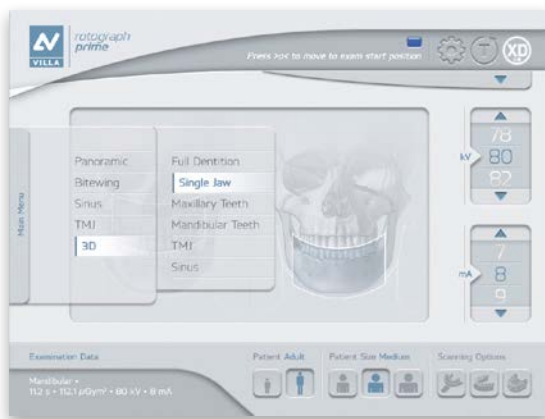 rotograph
prime
VILLA
Press >o< to move to exam start position
T
XD
Main Menu
Panoramic
Bitewing
Sinus
TMJ
3D
Full Dentition
Single Jaw
Maxillary Teeth
Mandibular Teeth
TMJ
Sinus
kV
78
80
82
mA
7
8
9
Examination Data
Mandibular •
11.2 s • 112.1 µGym² • 80 kV • 8 mA
Patient Adult
Patient Size Medium
Scanning Options